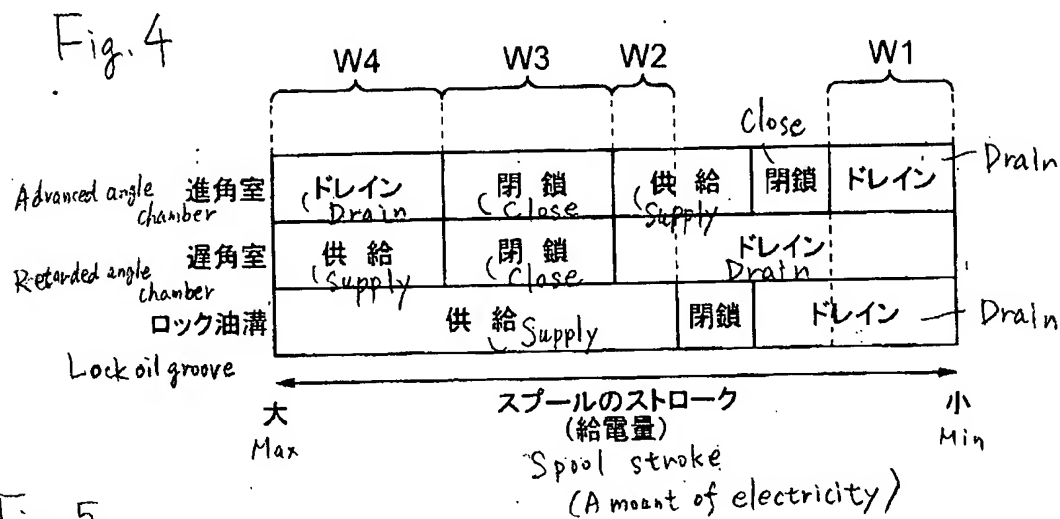 Fig. 4
W4 W3 W2 W1
Close
Advanced angle chamber 進角室 ドレイン Drain 閉鎖 Close 供給 Supply 閉鎖 ドレイン Drain
Retarded angle chamber 遅角室 供給 Supply 閉鎖 Close ドレイン Drain
ロック油溝 供給 Supply 閉鎖 ドレイン Drain
Lock oil groove
大 スプールのストローク 小
Max (給電量) Min
Spool stroke
(Amount of electricity)